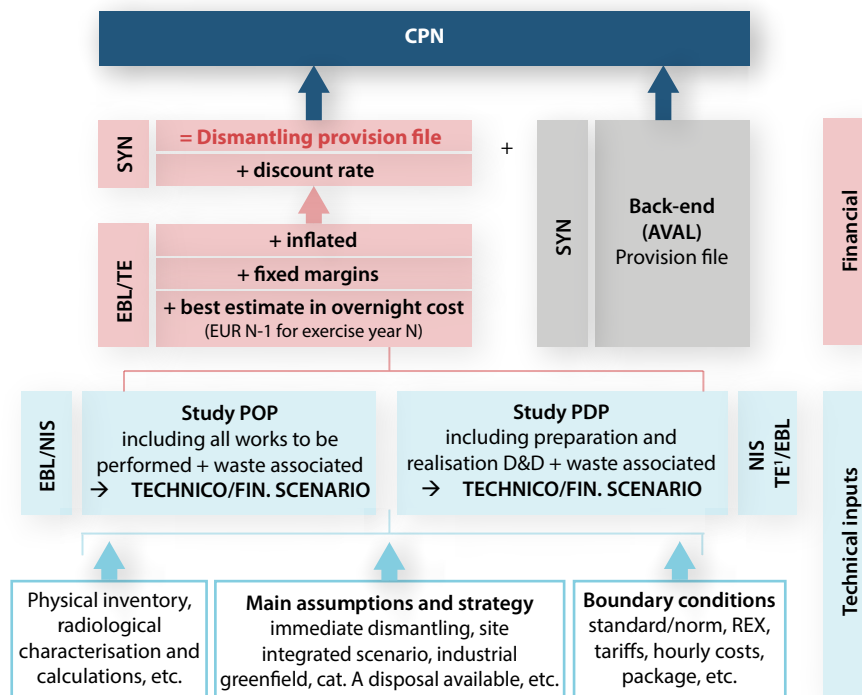 CPN
SYN
= Dismantling provision file
+ discount rate
+
SYN
Back-end
(AVAL)
Provision file
Financial
EBL/TE
+ inflated
+ fixed margins
+ best estimate in overnight cost
(EUR N-1 for exercise year N)
EBL/NIS
Study POP
including all works to be
performed + waste associated
→ TECHNICO/FIN. SCENARIO
Study PDP
including preparation and
realisation D&D + waste associated
→ TECHNICO/FIN. SCENARIO
NIS
TE¹/EBL
Technical inputs
Physical inventory,
radiological
characterisation and
calculations, etc.
Main assumptions and strategy
immediate dismantling, site
integrated scenario, industrial
greenfield, cat. A disposal available, etc.
Boundary conditions
standard/norm, REX,
tariffs, hourly costs,
package, etc.